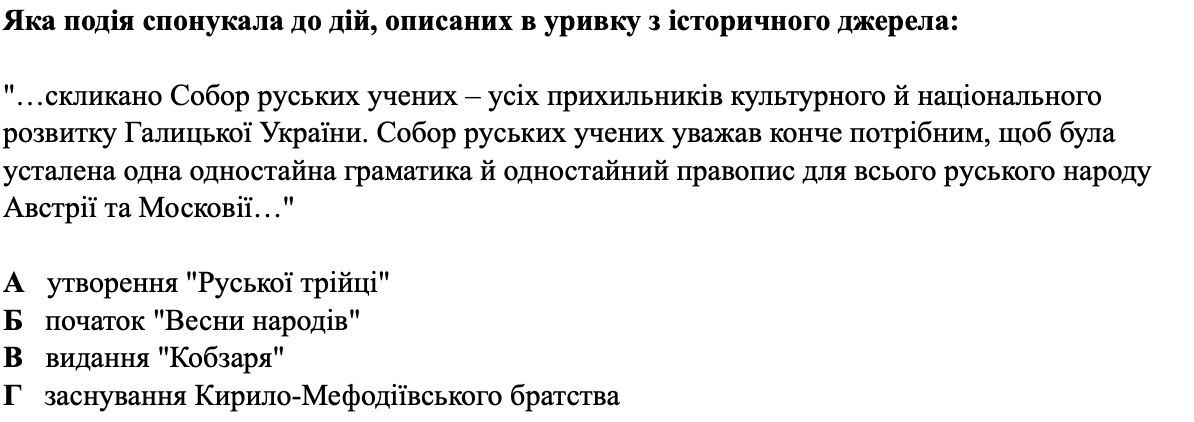 Яка подія спонукала до дій, описаних в уривку з історичного джерела:
"…скликано Собор руських учених – усіх прихильників культурного й національного
розвитку Галицької України. Собор руських учених уважав конче потрібним, щоб була
усталена одна одностайна граматика й одностайний правопис для всього руського народу
Австрії та Московії…"
А утворення "Руської трійці"
Б початок "Весни народів"
В видання "Кобзаря"
Г заснування Кирило-Мефодіївського братства